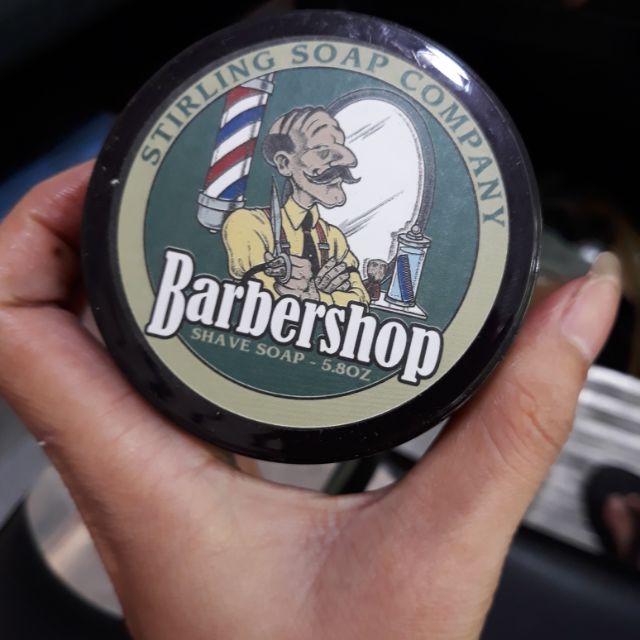 STIRLING SOAP COMPANY
Barbershop
SHAVE SOAP - 5.8OZ